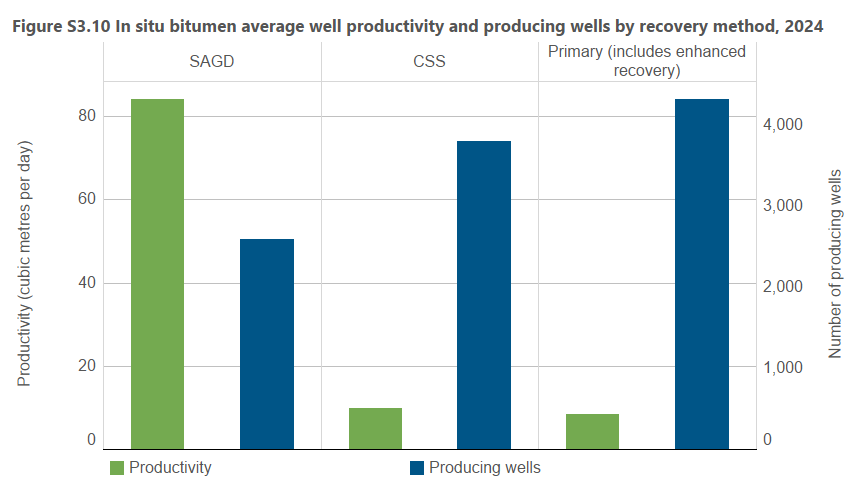 Figure S3.10 In situ bitumen average well productivity and producing wells by recovery method, 2024
SAGD
CSS
Primary (includes enhanced
recovery)
Productivity (cubic metres per day)
80
60
40
20
0
4,000
3,000
2,000
1,000
0
Number of producing wells
Productivity
Producing wells